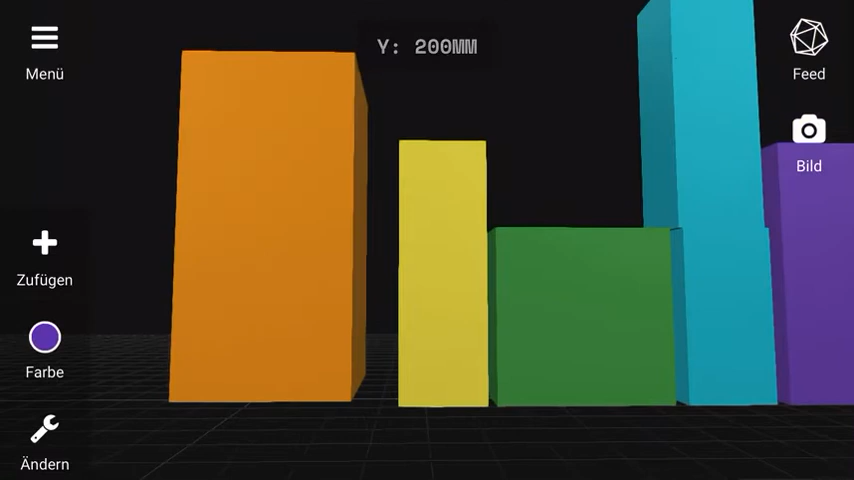 Menü
Y: 200MM
Feed
Bild
Zufügen
Farbe
Ändern